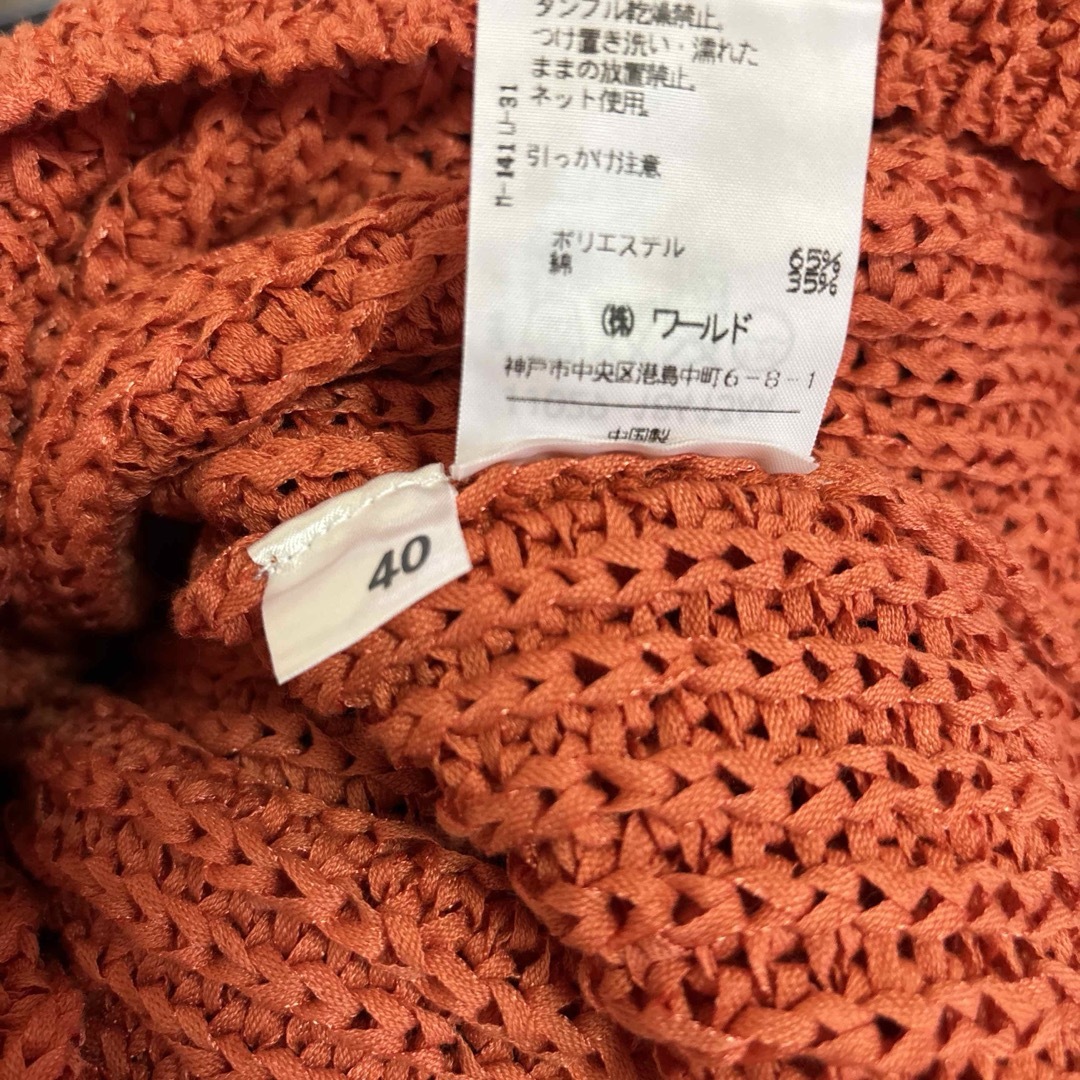 タンブル乾燥禁止。
つけ置き洗い・濡れた
ままの放置禁止。
ネット使用。
引っかけ注意
ポリエステル 65%
綿 35%
㈱ ワールド
神戸市中央区港島中町6-8-1
中国製
40